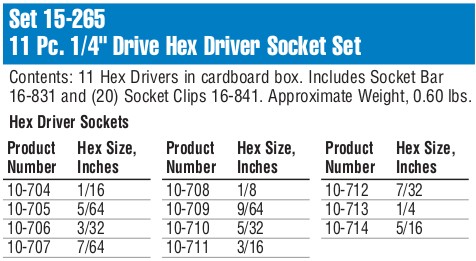 Set 15-265
11 Pc. 1/4" Drive Hex Driver Socket Set
Contents: 11 Hex Drivers in cardboard box. Includes Socket Bar
16-831 and (20) Socket Clips 16-841. Approximate Weight, 0.60 lbs.
Hex Driver Sockets
Product Hex Size, Product Hex Size, Product Hex Size,
Number Inches Number Inches Number Inches
10-704 1/16 10-708 1/8 10-712 7/32
10-705 5/64 10-709 9/64 10-713 1/4
10-706 3/32 10-710 5/32 10-714 5/16
10-707 7/64 10-711 3/16